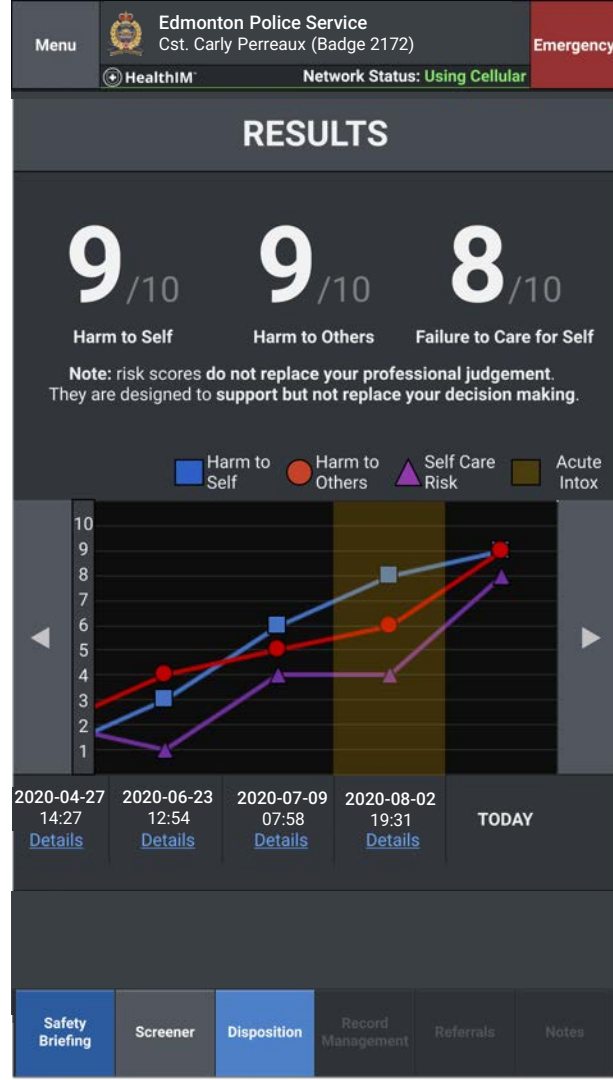 Menu
Edmonton Police Service
Cst. Carly Perreaux (Badge 2172)
Emergency
HealthIM
Network Status: Using Cellular
RESULTS
9/10
9/10
8/10
Harm to Self
Harm to Others
Failure to Care for Self
Note: risk scores do not replace your professional judgement.
They are designed to support but not replace your decision making.
Harm to
Self
Harm to
Others
Self Care
Risk
Acute
Intox
10
9
8
7
6
5
4
3
2
1
2020-04-27
14:27
Details
2020-06-23
12:54
Details
2020-07-09
07:58
Details
2020-08-02
19:31
Details
TODAY
Safety
Briefing
Screener
Disposition
Record
Management
Referrals
Notes